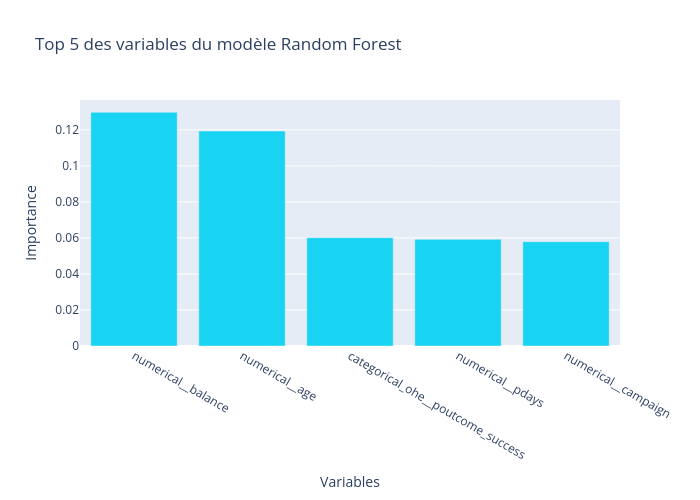 Top 5 des variables du modèle Random Forest
Importance
0.12
0.1
0.08
0.06
0.04
0.02
0
numerical__balance
numerical__age
categorical_ohe__poutcome_success
numerical__pdays
numerical__campaign
Variables